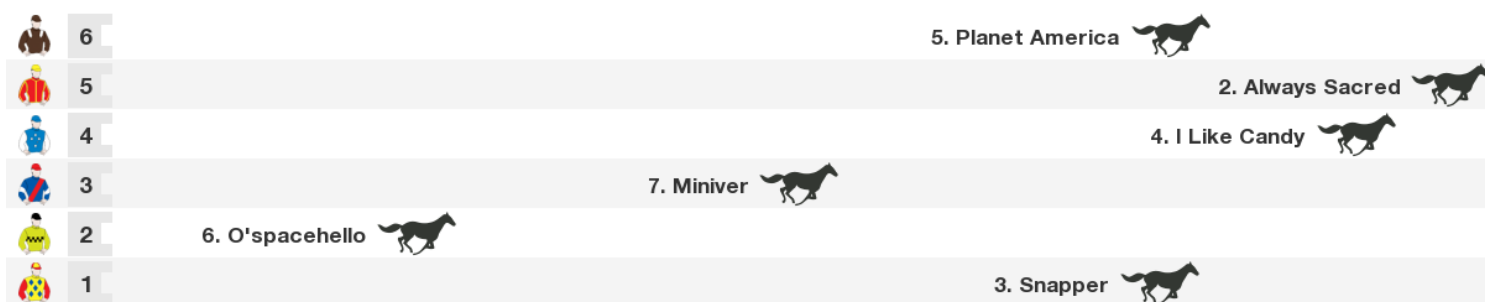 6 5. Planet America
5 2. Always Sacred
4 4. I Like Candy
3 7. Miniver
2 6. O'spacehello
1 3. Snapper